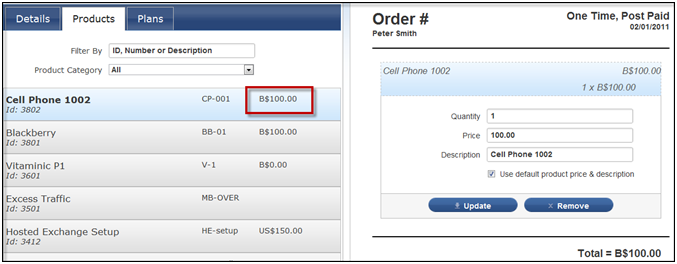 Details Products Plans
Filter By ID, Number or Description
Product Category All
Cell Phone 1002 CP-001 B$100.00
Id: 3802
Blackberry BB-01 B$100.00
Id: 3801
Vitaminic P1 V-1 B$0.00
Id: 3601
Excess Traffic MB-OVER
Id: 3501
Hosted Exchange Setup HE-setup US$150.00
Id: 3412
Order # One Time, Post Paid
Peter Smith 02/01/2011
Cell Phone 1002 B$100.00
1 x B$100.00
Quantity 1
Price 100.00
Description Cell Phone 1002
Use default product price & description
Update Remove
Total = B$100.00